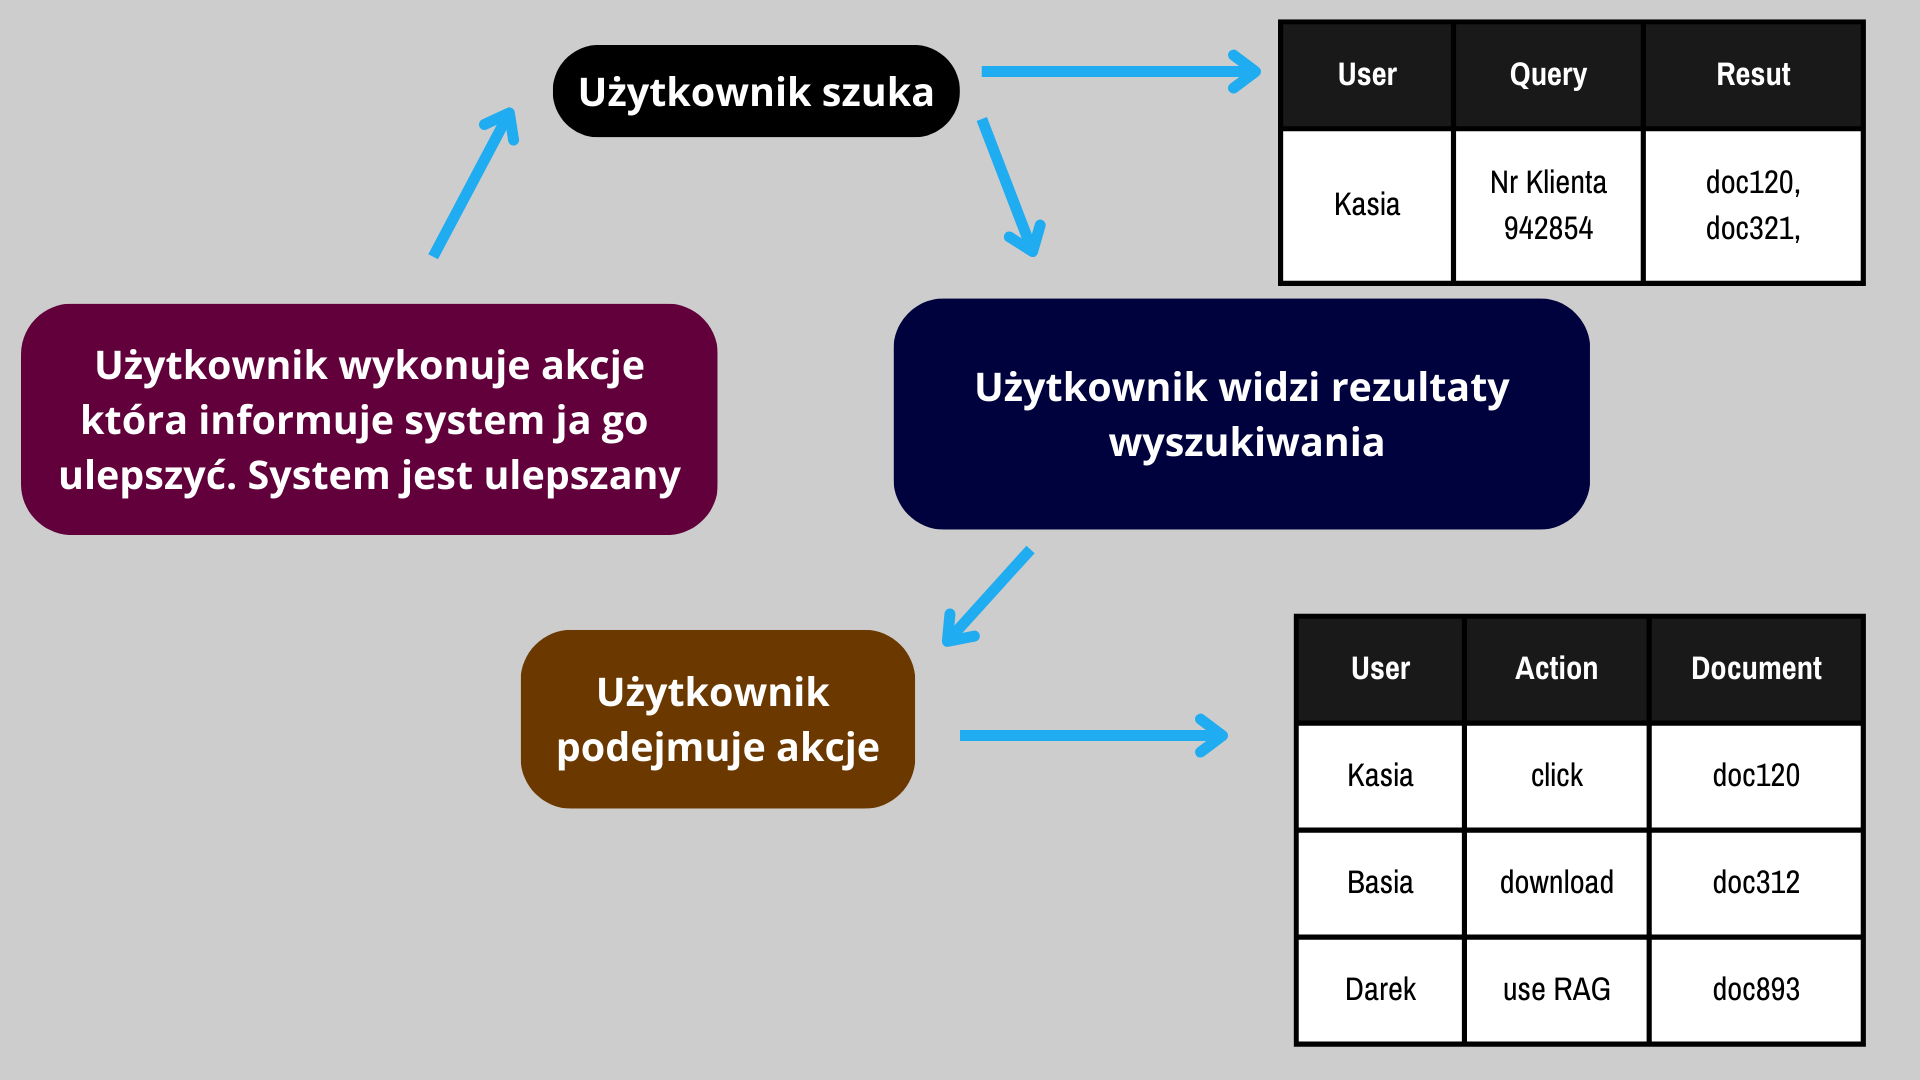 Użytkownik szuka
User Query Resut
Kasia
Nr Klienta
942854
doc120,
doc321,
Użytkownik wykonuje akcje
która informuje system ja go
ulepszyć. System jest ulepszany
Użytkownik widzi rezultaty
wyszukiwania
Użytkownik
podejmuje akcje
User Action Document
Kasia click doc120
Basia download doc312
Darek use RAG doc893